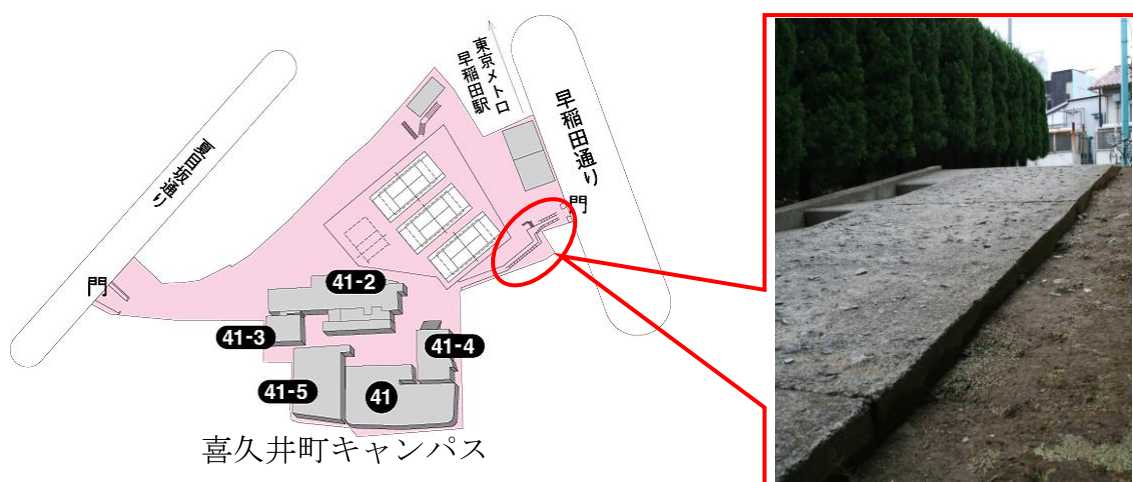 東京メトロ
早稲田駅
早稲田通り
門
夏目坂通り
門
41-2
41-3
41-4
41-5
41
喜久井町キャンパス